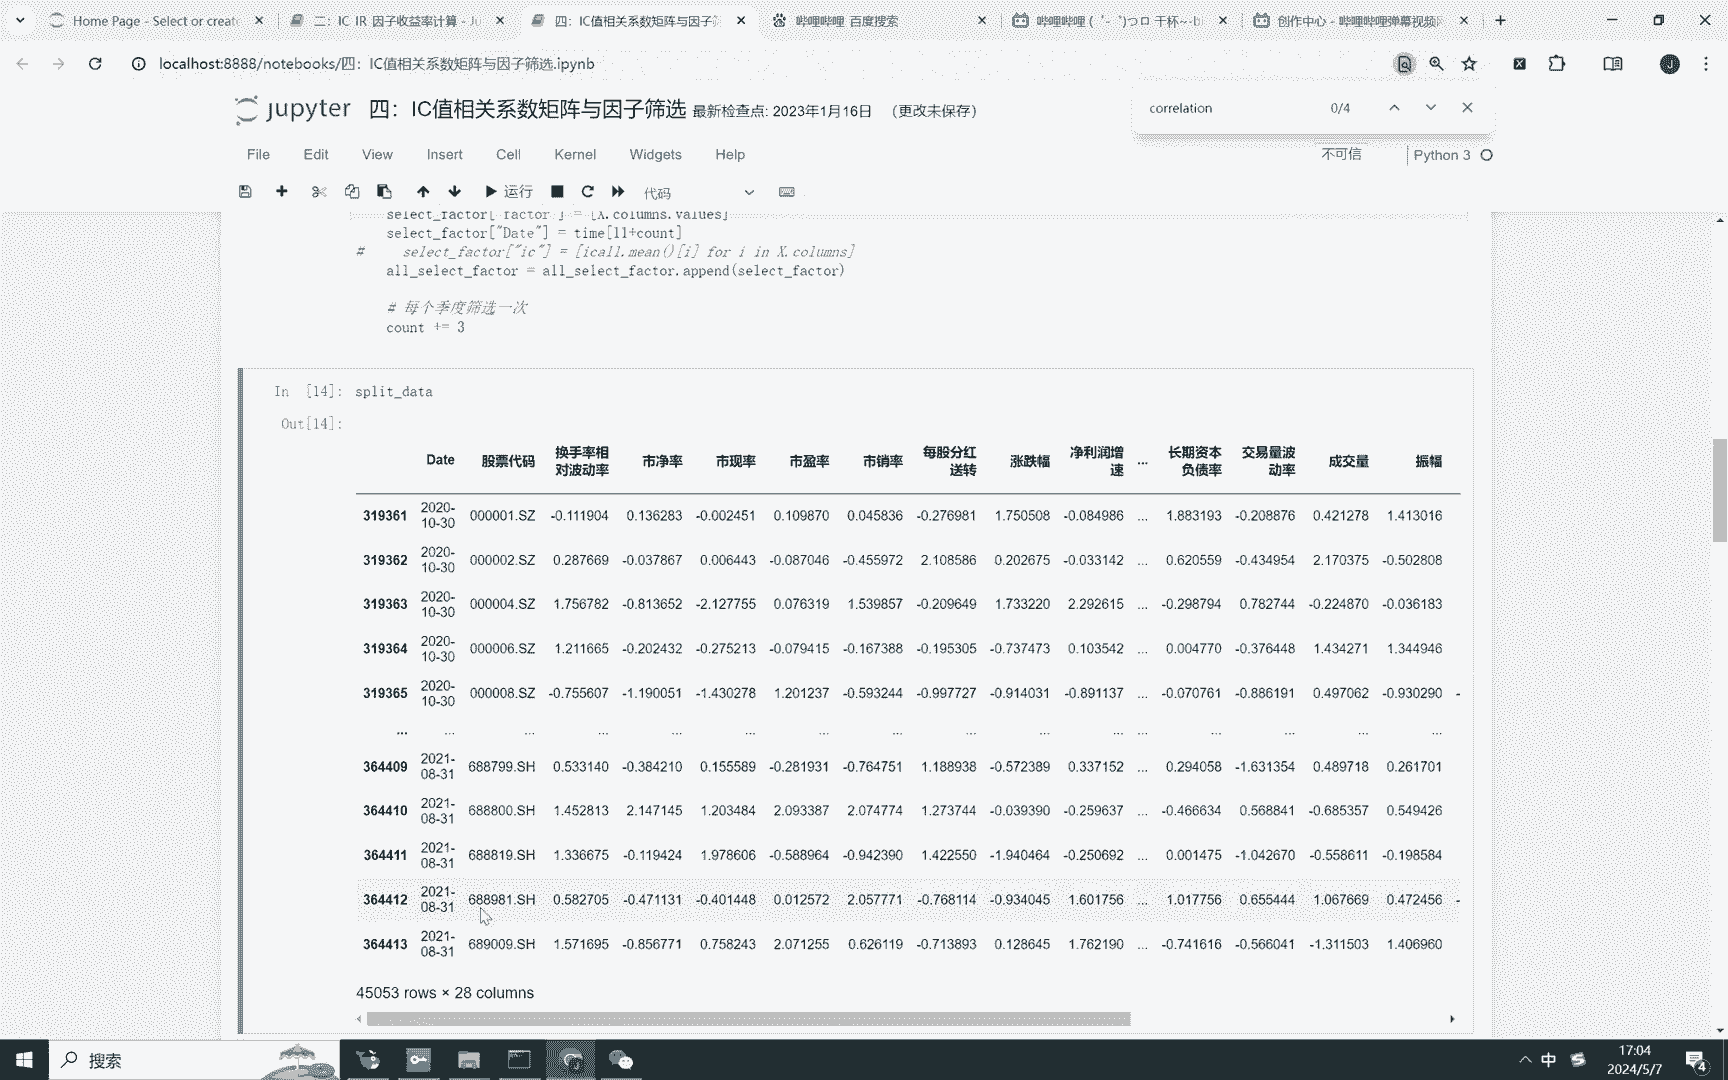 Home Page - Select or create
二：IC IR 因子收益率计算 - Ju
四：IC值相关系数矩阵与因子筛
哔哩哔哩_百度搜索
哔哩哔哩 (゜-゜)つロ 干杯~-bi
创作中心 - 哔哩哔哩弹幕视频网
localhost:8888/notebooks/四：IC值相关系数矩阵与因子筛选.ipynb
correlation 0/4
jupyter 四：IC值相关系数矩阵与因子筛选 最新检查点: 2023年1月16日 (更改未保存)
File Edit View Insert Cell Kernel Widgets Help 不可信 Python 3
运行 代码
select_factor["factor"] = [X.columns.values]
select_factor["Date"] = time[11+count]
# select_factor["ic"] = [icall.mean()[i] for i in X.columns]
all_select_factor = all_select_factor.append(select_factor)
# 每个季度筛选一次
count += 3
In [14]: split_data
Out[14]:
Date 股票代码 换手率相对波动率 市净率 市现率 市盈率 市销率 每股分红送转 涨跌幅 净利润增速 ... 长期资本负债率 交易量波动率 成交量 振幅
319361 2020-10-30 000001.SZ -0.111904 0.136283 -0.002451 0.109870 0.045836 -0.276981 1.750508 -0.084986 ... 1.883193 -0.208876 0.421278 1.413016
319362 2020-10-30 000002.SZ 0.287669 -0.037867 0.006443 -0.087046 -0.455972 2.108586 0.202675 -0.033142 ... 0.620559 -0.434954 2.170375 -0.502808
319363 2020-10-30 000004.SZ 1.756782 -0.813652 -2.127755 0.076319 1.539857 -0.209649 1.733220 2.292615 ... -0.298794 0.782744 -0.224870 -0.036183
319364 2020-10-30 000006.SZ 1.211665 -0.202432 -0.275213 -0.079415 -0.167388 -0.195305 -0.737473 0.103542 ... 0.004770 -0.376448 1.434271 1.344946
319365 2020-10-30 000008.SZ -0.755607 -1.190051 -1.430278 1.201237 -0.593244 -0.997727 -0.914031 -0.891137 ... -0.070761 -0.886191 0.497062 -0.930290 -
... ... ... ... ... ... ... ... ... ... ... ... ... ... ...
364409 2021-08-31 688799.SH 0.533140 -0.384210 0.155589 -0.281931 -0.764751 1.188938 -0.572389 0.337152 ... 0.294058 -1.631354 0.489718 0.261701
364410 2021-08-31 688800.SH 1.452813 2.147145 1.203484 2.093387 2.074774 1.273744 -0.039390 -0.259637 ... -0.466634 0.568841 -0.685357 0.549426
364411 2021-08-31 688819.SH 1.336675 -0.119424 1.978606 -0.588964 -0.942390 1.422550 -1.940464 -0.250692 ... 0.001475 -1.042670 -0.558611 -0.198584
364412 2021-08-31 688981.SH 0.582705 -0.471131 -0.401448 0.012572 2.057771 -0.768114 -0.934045 1.601756 ... 1.017756 0.655444 1.067669 0.472456 -
364413 2021-08-31 689009.SH 1.571695 -0.856771 0.758243 2.071255 0.626119 -0.713893 0.128645 1.762190 ... -0.741616 -0.566041 -1.311503 1.406960
45053 rows × 28 columns
搜索
中
17:04
2024/5/7
4